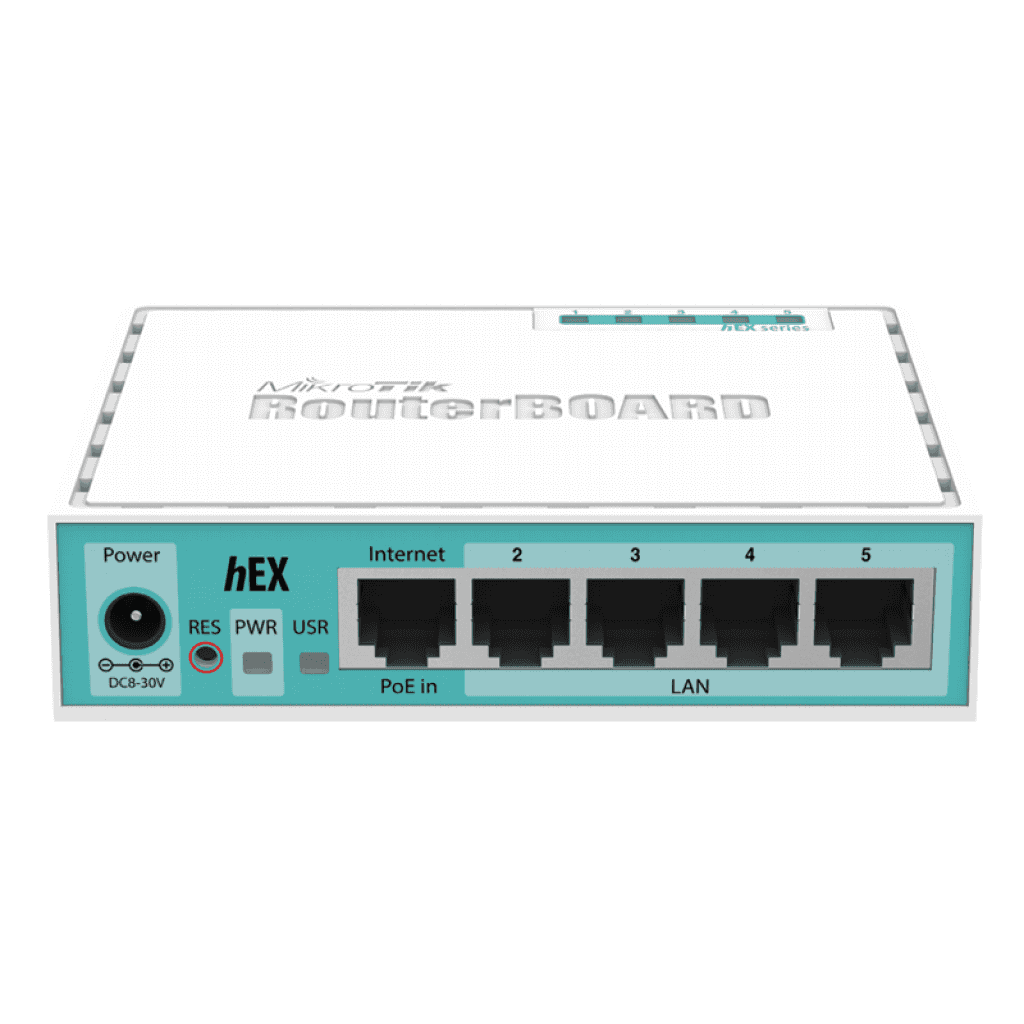 1 2 3 4 5
hEX series
MikroTik
RouterBOARD
Power
hEX
Internet 2 3 4 5
RES PWR USR
DC8-30V
PoE in LAN